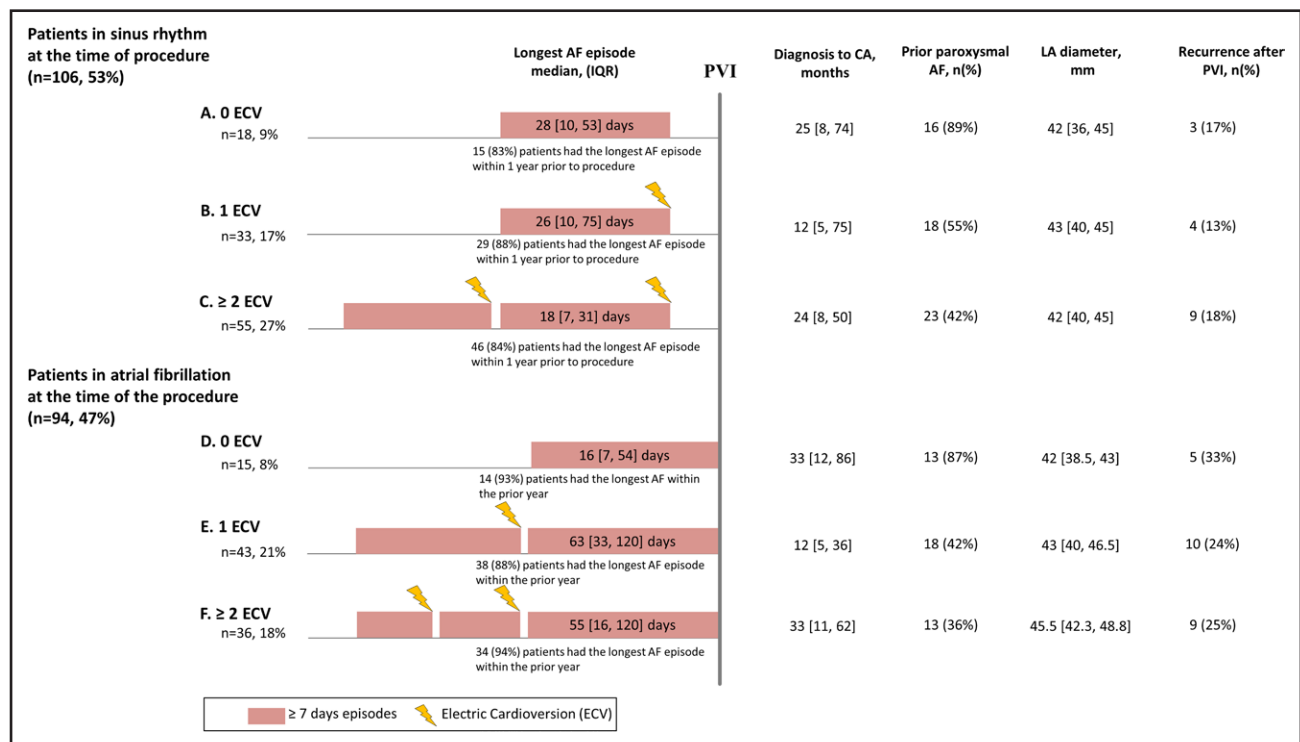 Patients in sinus rhythm
at the time of procedure
(n=106, 53%)
Longest AF episode
median, (IQR)
PVI
Diagnosis to CA,
months
Prior paroxysmal
AF, n(%)
LA diameter,
mm
Recurrence after
PVI, n(%)
A. 0 ECV
n=18, 9%
28 [10, 53] days
15 (83%) patients had the longest AF episode
within 1 year prior to procedure
25 [8, 74]
16 (89%)
42 [36, 45]
3 (17%)
B. 1 ECV
n=33, 17%
26 [10, 75] days
29 (88%) patients had the longest AF episode
within 1 year prior to procedure
12 [5, 75]
18 (55%)
43 [40, 45]
4 (13%)
C. ≥ 2 ECV
n=55, 27%
18 [7, 31] days
46 (84%) patients had the longest AF episode
within 1 year prior to procedure
24 [8, 50]
23 (42%)
42 [40, 45]
9 (18%)
Patients in atrial fibrillation
at the time of the procedure
(n=94, 47%)
D. 0 ECV
n=15, 8%
16 [7, 54] days
14 (93%) patients had the longest AF within
the prior year
33 [12, 86]
13 (87%)
42 [38.5, 43]
5 (33%)
E. 1 ECV
n=43, 21%
63 [33, 120] days
38 (88%) patients had the longest AF episode
within the prior year
12 [5, 36]
18 (42%)
43 [40, 46.5]
10 (24%)
F. ≥ 2 ECV
n=36, 18%
55 [16, 120] days
34 (94%) patients had the longest AF episode
within the prior year
33 [11, 62]
13 (36%)
45.5 [42.3, 48.8]
9 (25%)
≥ 7 days episodes
Electric Cardioversion (ECV)